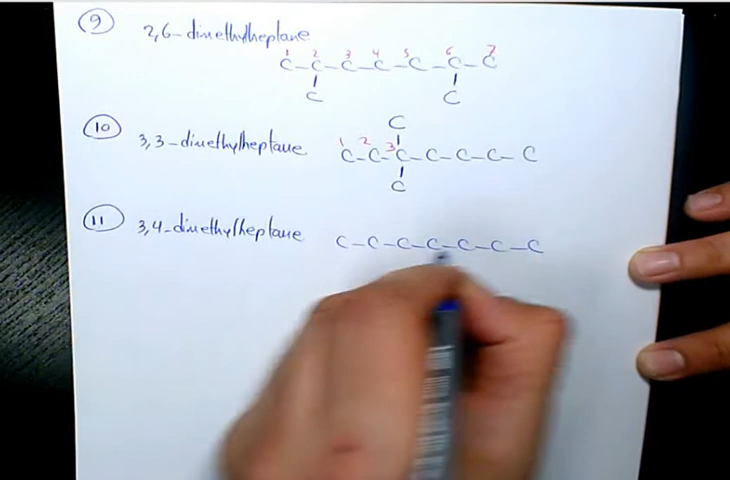 9 2,6-dimethylheptane
1 2 3 4 5 6 7
C-C-C-C-C-C-C
C C
C
10 3,3-dimethylheptane
1 2 3
C-C-C-C-C-C-C
C
11 3,4-dimethylheptane C-C-C-C-C-C-C